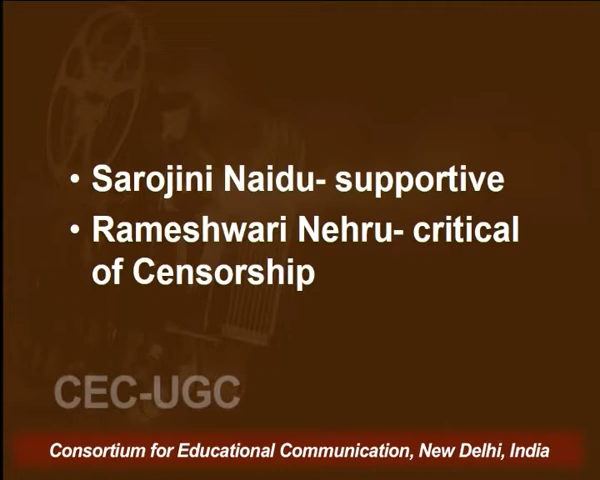 • Sarojini Naidu- supportive
• Rameshwari Nehru- critical
of Censorship
CEC-UGC
Consortium for Educational Communication, New Delhi, India